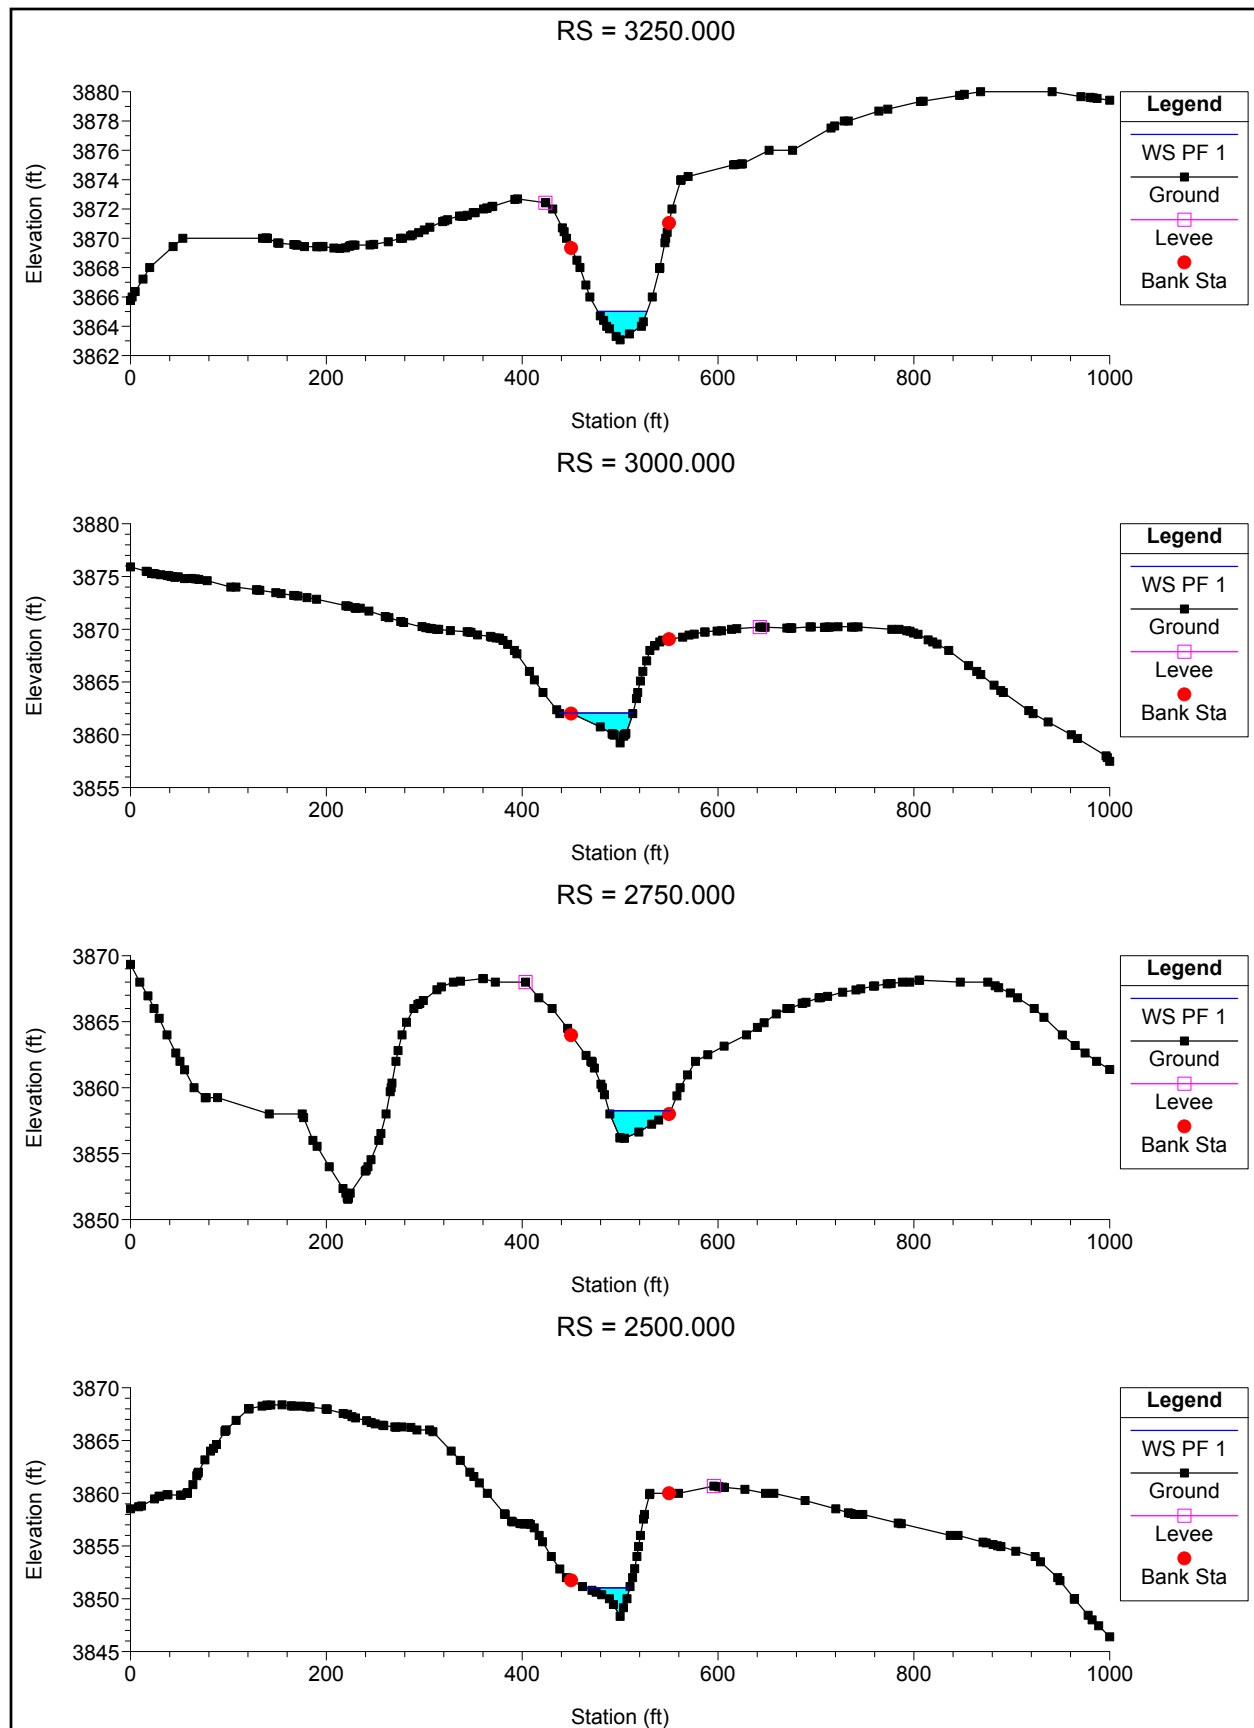 RS = 3250.000
3880
3878
3876
3874
3872
3870
3868
3866
3864
3862
Elevation (ft)
0 200 400 600 800 1000
Station (ft)
Legend
WS PF 1
Ground
Levee
Bank Sta
RS = 3000.000
3880
3875
3870
3865
3860
3855
Elevation (ft)
0 200 400 600 800 1000
Station (ft)
Legend
WS PF 1
Ground
Levee
Bank Sta
RS = 2750.000
3870
3865
3860
3855
3850
Elevation (ft)
0 200 400 600 800 1000
Station (ft)
Legend
WS PF 1
Ground
Levee
Bank Sta
RS = 2500.000
3870
3865
3860
3855
3850
3845
Elevation (ft)
0 200 400 600 800 1000
Station (ft)
Legend
WS PF 1
Ground
Levee
Bank Sta